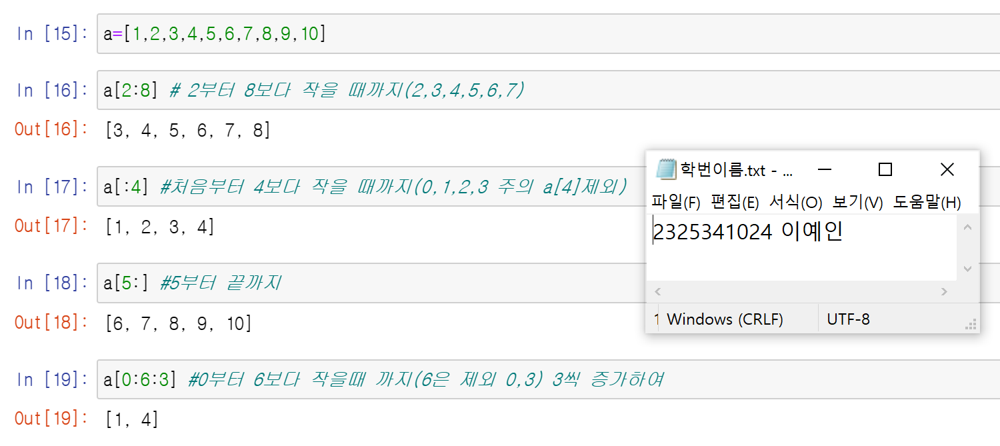 In [15]: a=[1,2,3,4,5,6,7,8,9,10]
In [16]: a[2:8] # 2부터 8보다 작을 때까지(2,3,4,5,6,7)
Out[16]: [3, 4, 5, 6, 7, 8]
In [17]: a[:4] #처음부터 4보다 작을 때까지(0,1,2,3 주의 a[4]제외)
Out[17]: [1, 2, 3, 4]
In [18]: a[5:] #5부터 끝까지
Out[18]: [6, 7, 8, 9, 10]
In [19]: a[0:6:3] #0부터 6보다 작을때 까지(6은 제외 0,3) 3씩 증가하여
Out[19]: [1, 4]
학번이름.txt - ...
파일(F) 편집(E) 서식(O) 보기(V) 도움말(H)
2325341024 이예인
1 Windows (CRLF) UTF-8